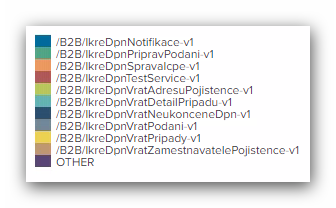 /B2B/IkreDpnNotifikace-v1
/B2B/IkreDpnPripravPodani-v1
/B2B/IkreDpnSpravaIcpe-v1
/B2B/IkreDpnTestService-v1
/B2B/IkreDpnVratAdresuPojistence-v1
/B2B/IkreDpnVratDetailPripadu-v1
/B2B/IkreDpnVratNeukonceneDpn-v1
/B2B/IkreDpnVratPodani-v1
/B2B/IkreDpnVratPripady-v1
/B2B/IkreDpnVratZamestnavatelePojistence-v1
OTHER